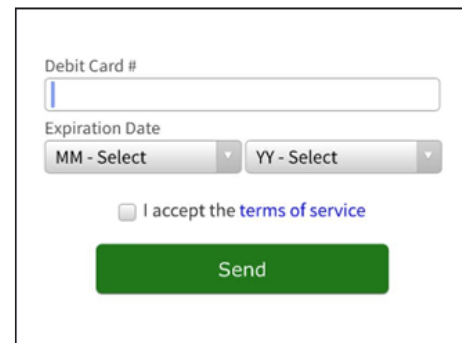 Debit Card #
Expiration Date
MM - Select YY - Select
I accept the terms of service
Send